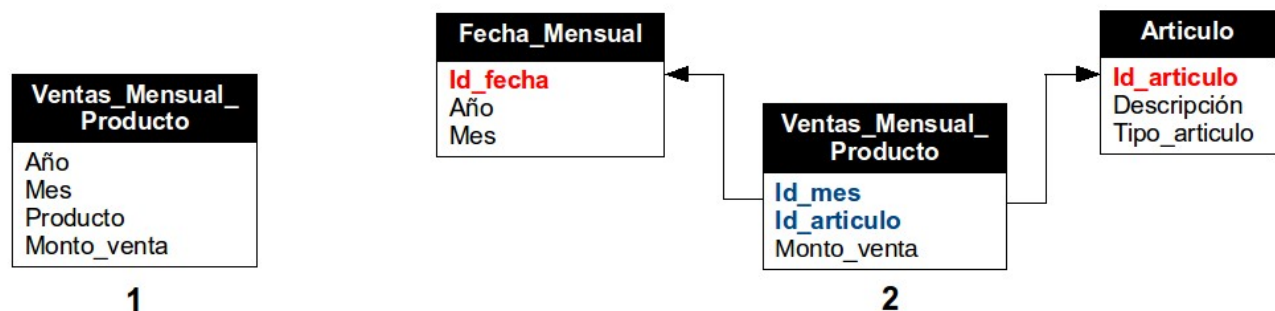 Ventas_Mensual_
Producto
Año
Mes
Producto
Monto_venta
1
Fecha_Mensual
Id_fecha
Año
Mes
Ventas_Mensual_
Producto
Id_mes
Id_articulo
Monto_venta
2
Articulo
Id_articulo
Descripción
Tipo_articulo